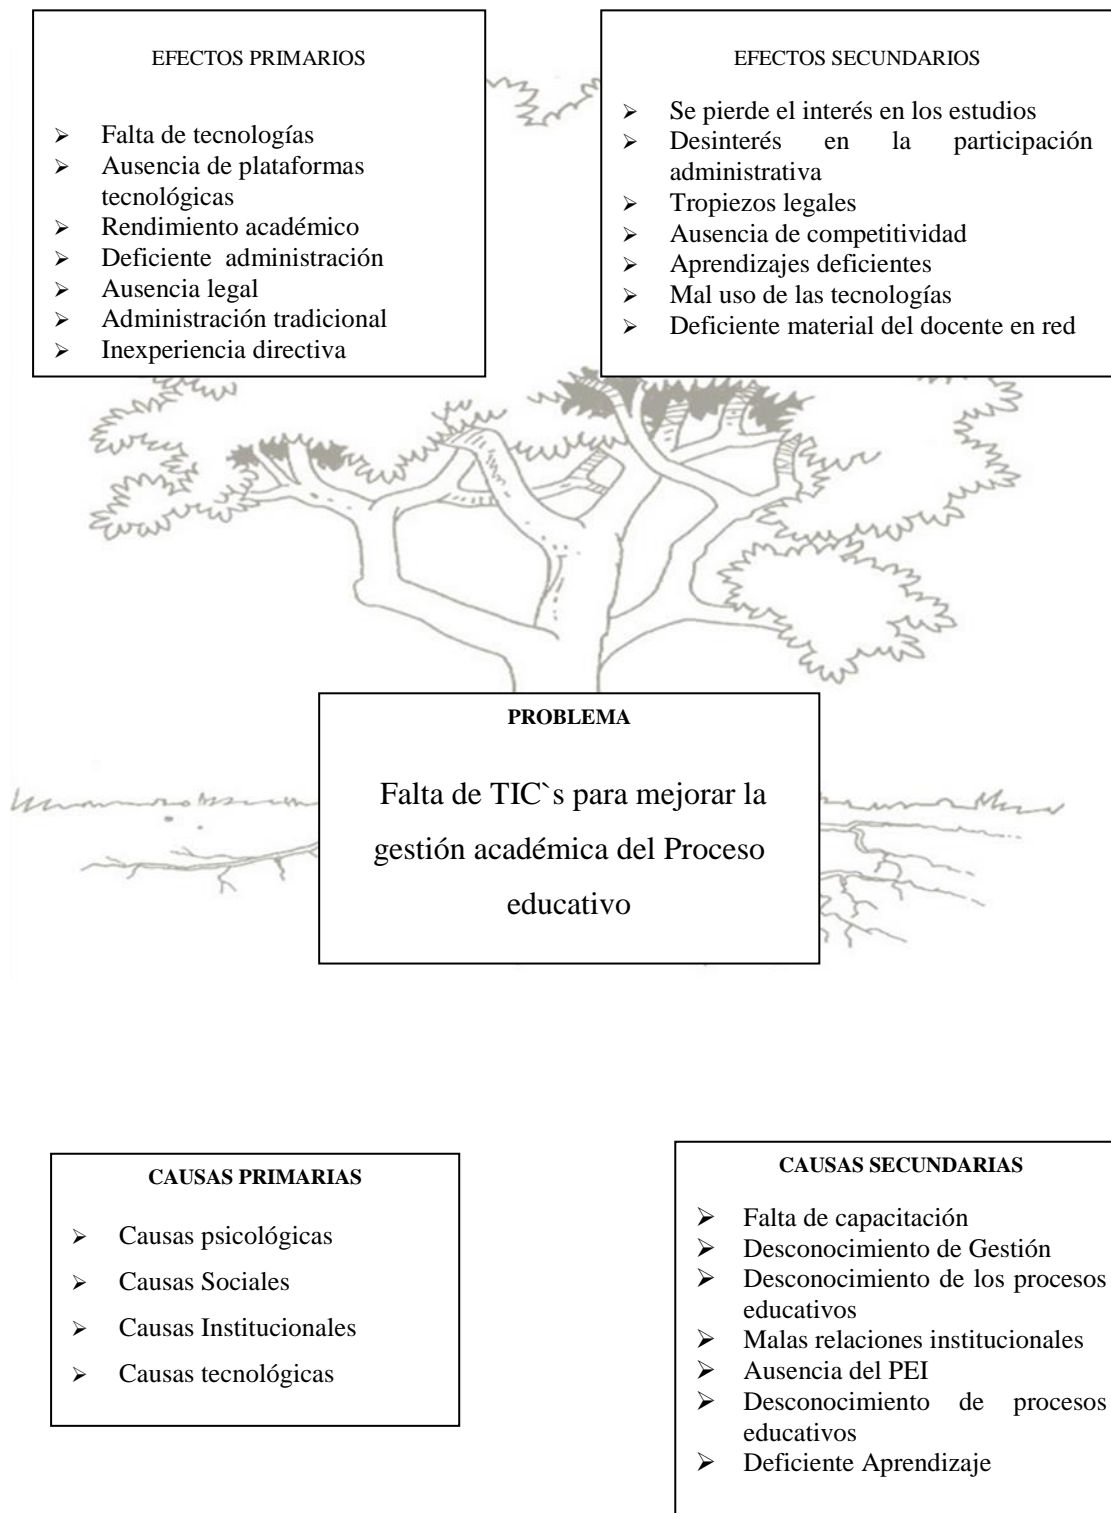 EFECTOS PRIMARIOS
➢ Falta de tecnologías
➢ Ausencia de plataformas
tecnológicas
➢ Rendimiento académico
➢ Deficiente administración
➢ Ausencia legal
➢ Administración tradicional
➢ Inexperiencia directiva
EFECTOS SECUNDARIOS
➢ Se pierde el interés en los estudios
➢ Desinterés en la participación
administrativa
➢ Tropiezos legales
➢ Ausencia de competitividad
➢ Aprendizajes deficientes
➢ Mal uso de las tecnologías
➢ Deficiente material del docente en red
PROBLEMA
Falta de TIC`s para mejorar la
gestión académica del Proceso
educativo
CAUSAS PRIMARIAS
➢ Causas psicológicas
➢ Causas Sociales
➢ Causas Institucionales
➢ Causas tecnológicas
CAUSAS SECUNDARIAS
➢ Falta de capacitación
➢ Desconocimiento de Gestión
➢ Desconocimiento de los procesos
educativos
➢ Malas relaciones institucionales
➢ Ausencia del PEI
➢ Desconocimiento de procesos
educativos
➢ Deficiente Aprendizaje